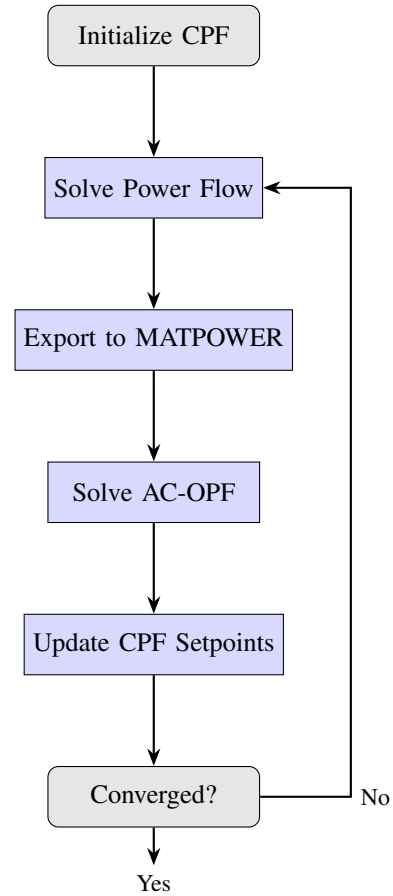 Initialize CPF
Solve Power Flow
Export to MATPOWER
Solve AC-OPF
Update CPF Setpoints
Converged?
No
Yes